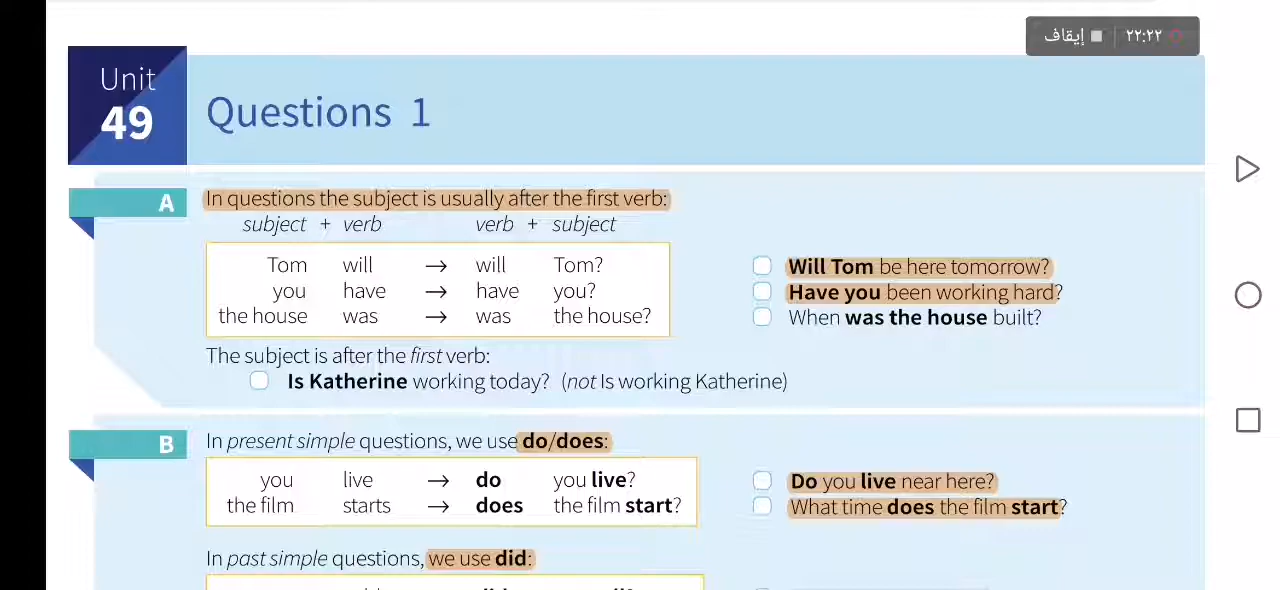 إيقاف ٢٢:٢٢
Unit
49
Questions 1
A
In questions the subject is usually after the first verb:
subject + verb verb + subject
Tom will → will Tom?
you have → have you?
the house was → was the house?
Will Tom be here tomorrow?
Have you been working hard?
When was the house built?
The subject is after the first verb:
Is Katherine working today? (not Is working Katherine)
B
In present simple questions, we use do/does:
you live → do you live?
the film starts → does the film start?
Do you live near here?
What time does the film start?
In past simple questions, we use did: